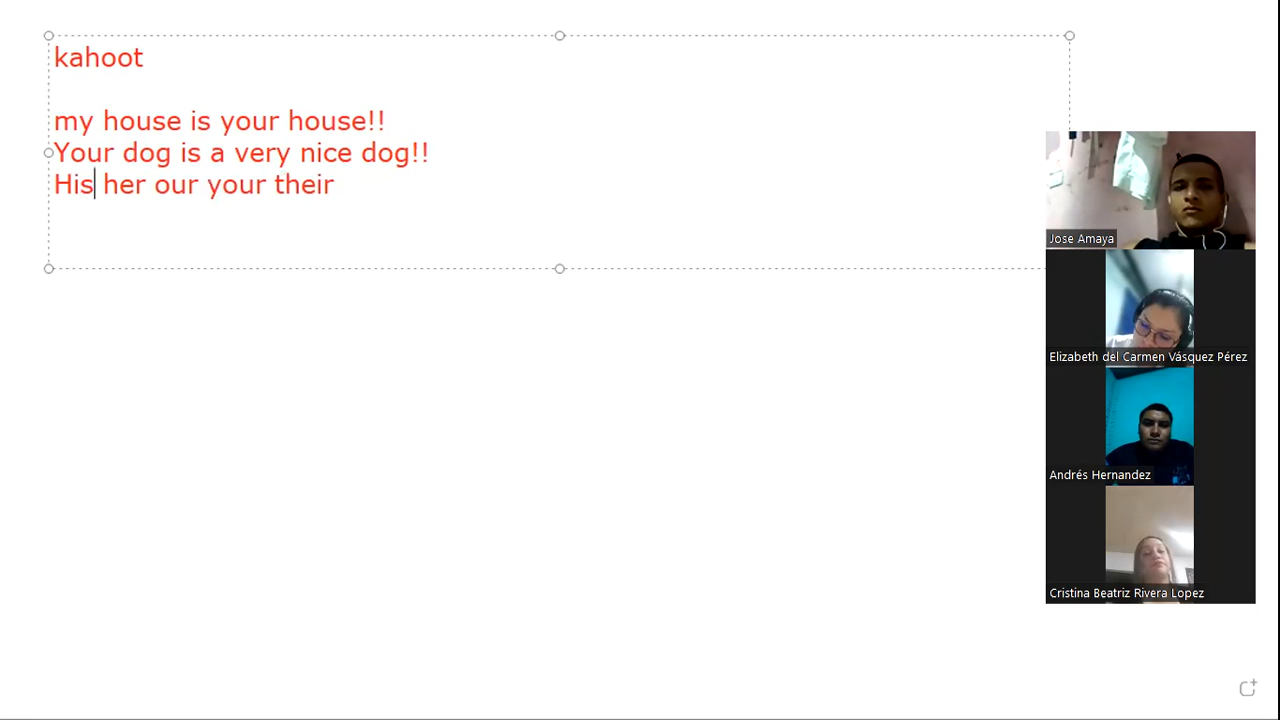 kahoot
my house is your house!!
Your dog is a very nice dog!!
His her our your their
Jose Amaya
Elizabeth del Carmen Vásquez Pérez
Andrés Hernandez
Cristina Beatriz Rivera Lopez